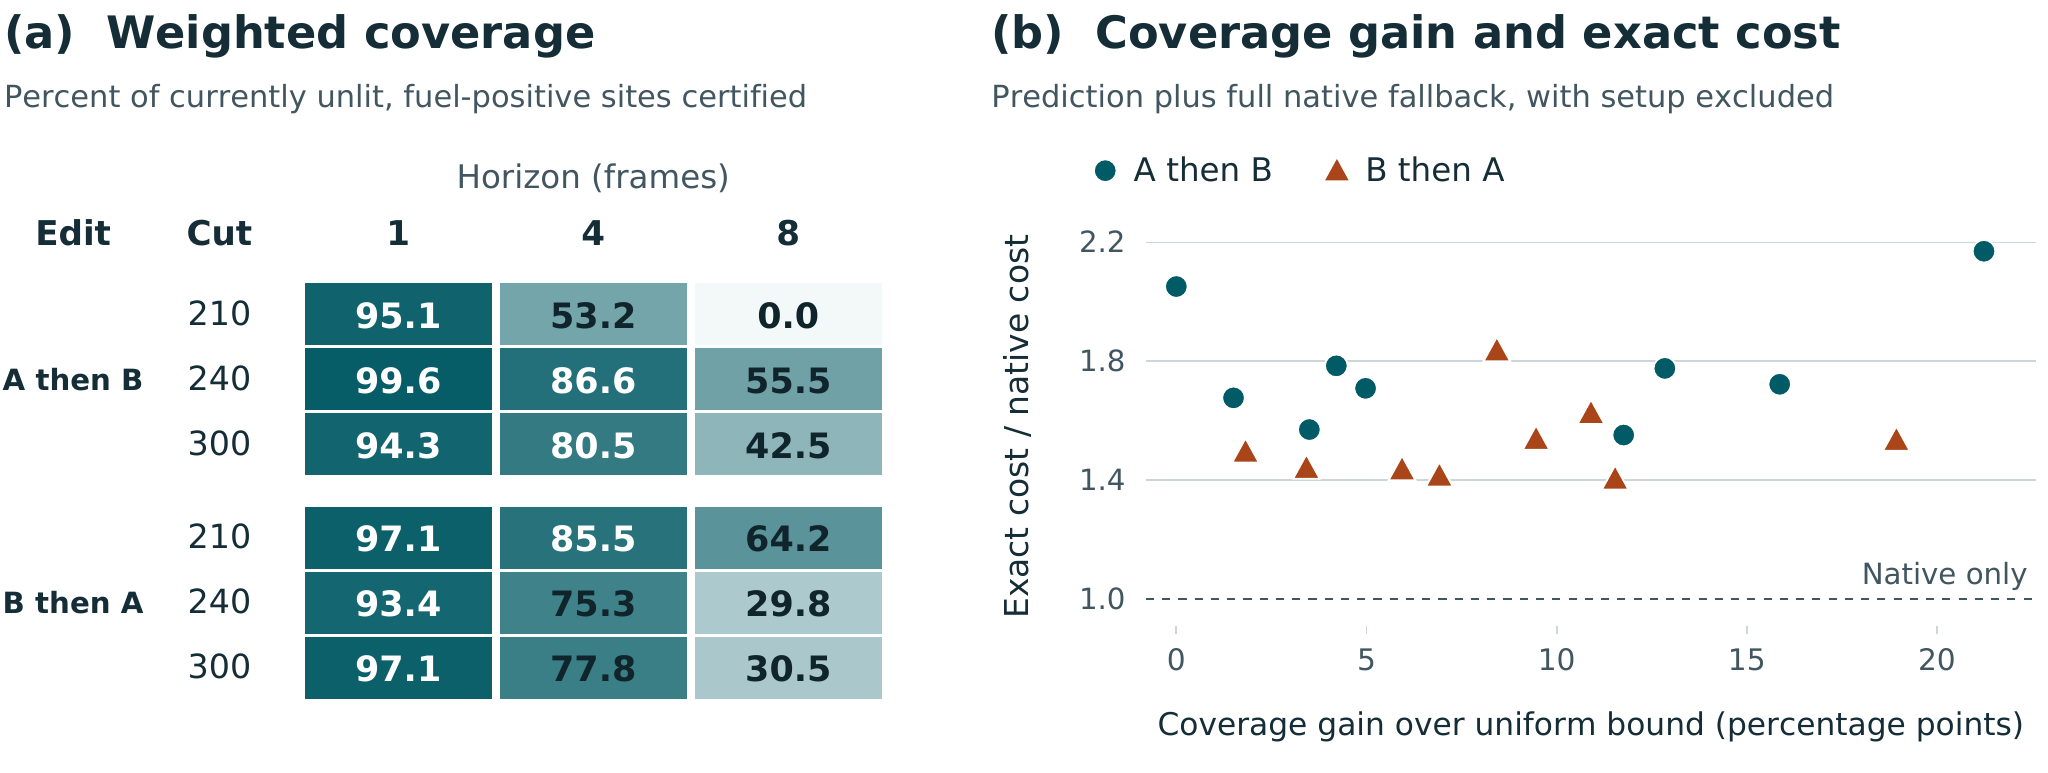 (a) Weighted coverage
Percent of currently unlit, fuel-positive sites certified
Horizon (frames)
Edit Cut 1 4 8
210 95.1 53.2 0.0
A then B 240 99.6 86.6 55.5
300 94.3 80.5 42.5
210 97.1 85.5 64.2
B then A 240 93.4 75.3 29.8
300 97.1 77.8 30.5
(b) Coverage gain and exact cost
Prediction plus full native fallback, with setup excluded
A then B B then A
Exact cost / native cost
2.2
1.8
1.4
1.0
Native only
0 5 10 15 20
Coverage gain over uniform bound (percentage points)